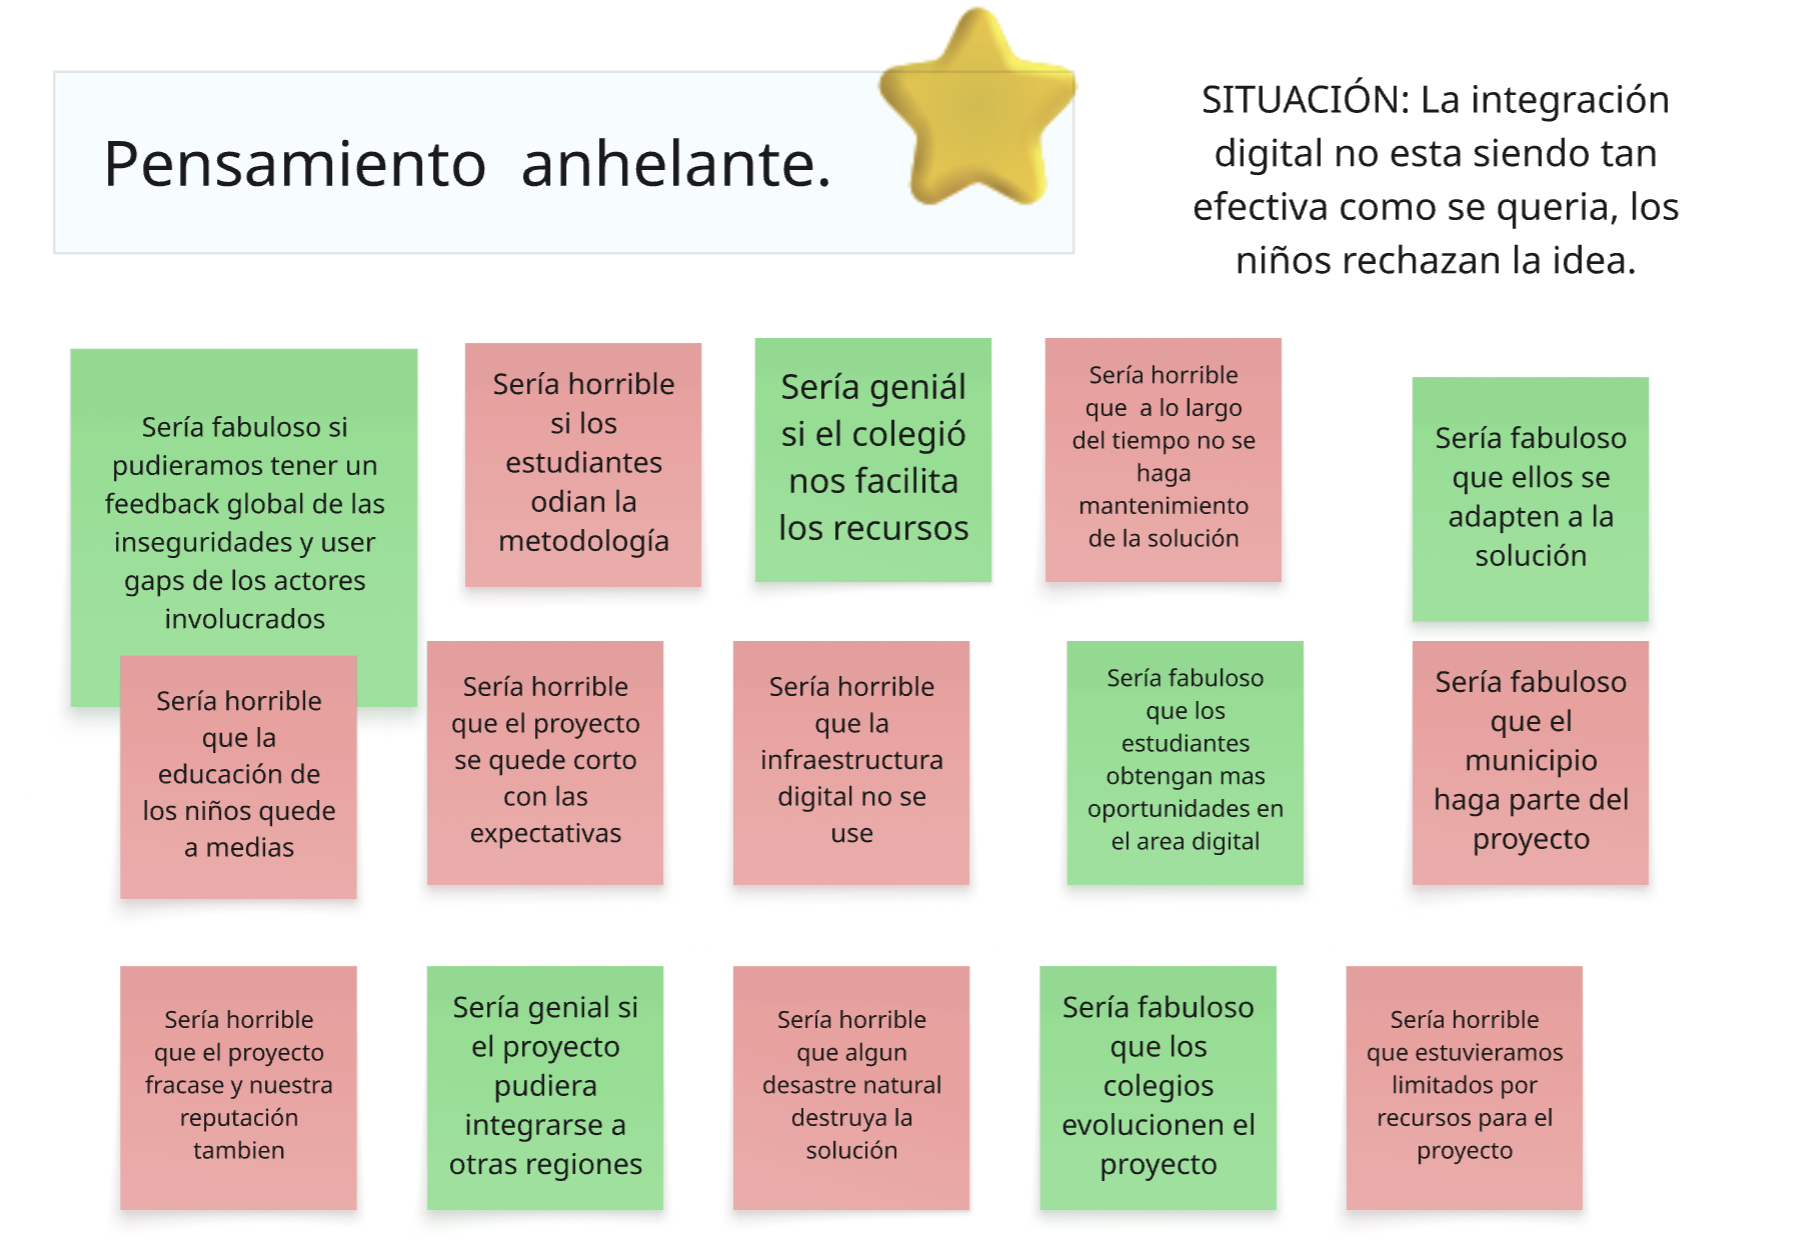 Pensamiento anhelante.
SITUACIÓN: La integración
digital no esta siendo tan
efectiva como se queria, los
niños rechazan la idea.
Sería fabuloso si
pudieramos tener un
feedback global de las
inseguridades y user
gaps de los actores
involucrados
Sería horrible
si los
estudiantes
odian la
metodología
Sería geniál
si el colegió
nos facilita
los recursos
Sería horrible
que a lo largo
del tiempo no se
haga
mantenimiento
de la solución
Sería fabuloso
que ellos se
adapten a la
solución
Sería horrible
que la
educación de
los niños quede
a medias
Sería horrible
que el proyecto
se quede corto
con las
expectativas
Sería horrible
que la
infraestructura
digital no se
use
Sería fabuloso
que los
estudiantes
obtengan mas
oportunidades en
el area digital
Sería fabuloso
que el
municipio
haga parte del
proyecto
Sería horrible
que el proyecto
fracase y nuestra
reputación
tambien
Sería genial si
el proyecto
pudiera
integrarse a
otras regiones
Sería horrible
que algun
desastre natural
destruya la
solución
Sería fabuloso
que los
colegios
evolucionen el
proyecto
Sería horrible
que estuvieramos
limitados por
recursos para el
proyecto